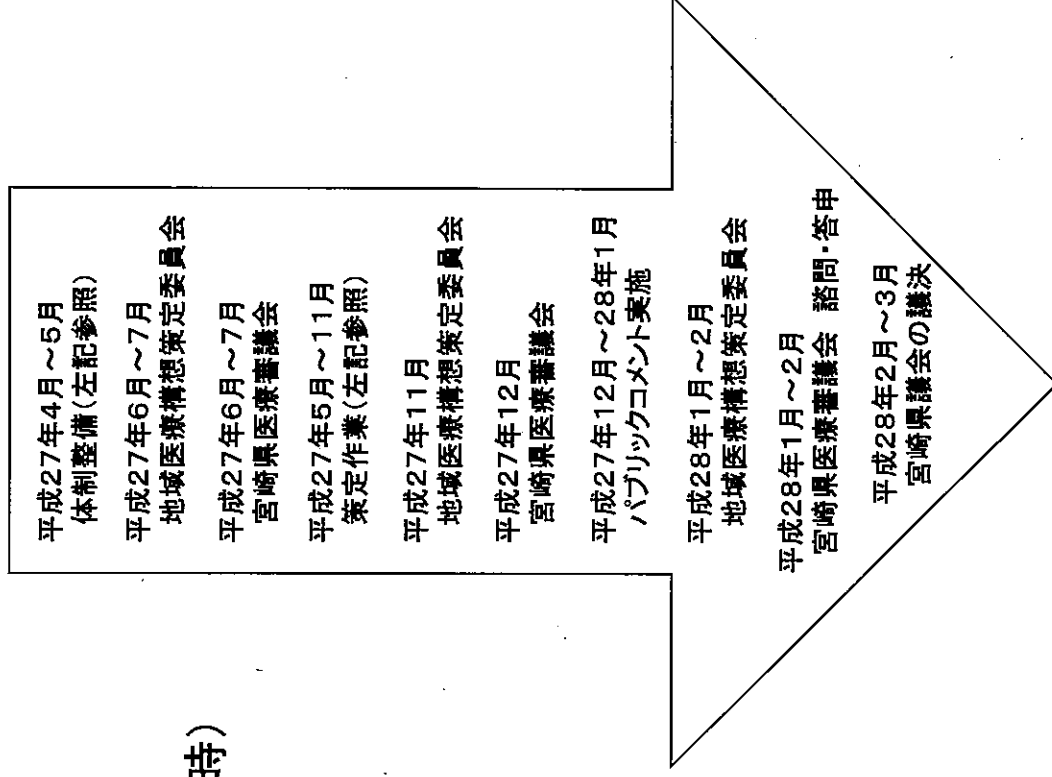 平成27年4月～5月
体制整備(左記参照)
平成27年6月～7月
地域医療構想策定委員会
平成27年6月～7月
宮崎県医療審議会
平成27年5月～11月
策定作業(左記参照)
平成27年11月
地域医療構想策定委員会
平成27年12月
宮崎県医療審議会
平成27年12月～28年1月
パブリックコメント実施
平成28年1月～2月
地域医療構想策定委員会
平成28年1月～2月
宮崎県医療審議会 諮問・答申
平成28年2月～3月
宮崎県議会の議決
時)